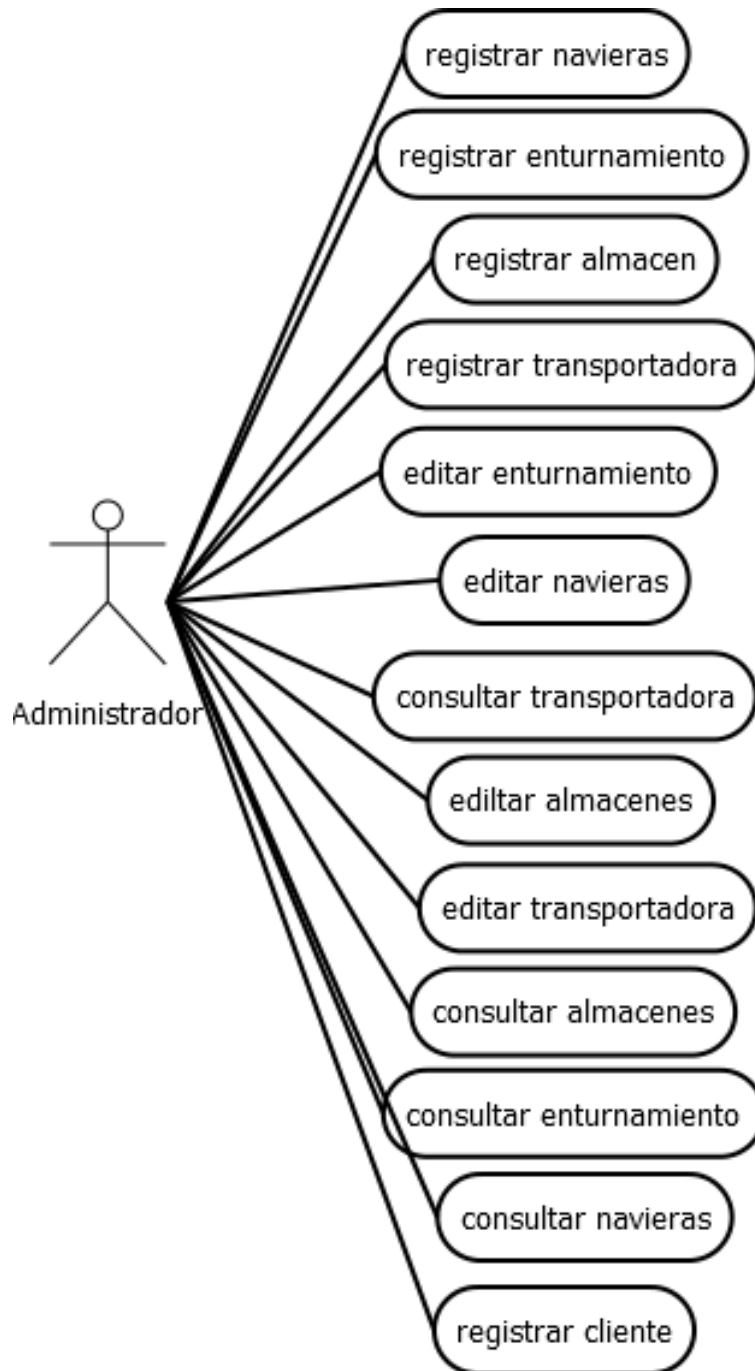 registrar navieras
registrar enturnamiento
registrar almacen
registrar transportadora
editar enturnamiento
editar navieras
consultar transportadora
Administrador
ediltar almacenes
editar transportadora
consultar almacenes
consultar enturnamiento
consultar navieras
registrar cliente